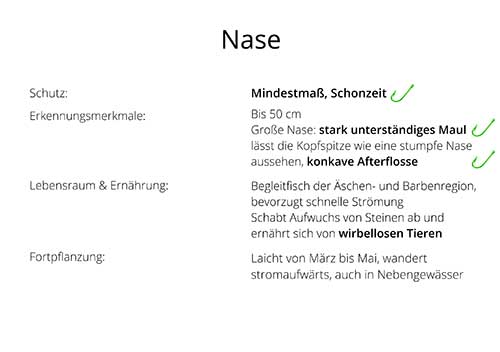 Nase
Schutz: Mindestmaß, Schonzeit
Erkennungsmerkmale: Bis 50 cm
Große Nase: stark unterständiges Maul
lässt die Kopfspitze wie eine stumpfe Nase
aussehen, konkave Afterflosse
Lebensraum & Ernährung: Begleitfisch der Äschen- und Barbenregion,
bevorzugt schnelle Strömung
Schabt Aufwuchs von Steinen ab und
ernährt sich von wirbellosen Tieren
Fortpflanzung: Laicht von März bis Mai, wandert
stromaufwärts, auch in Nebengewässer